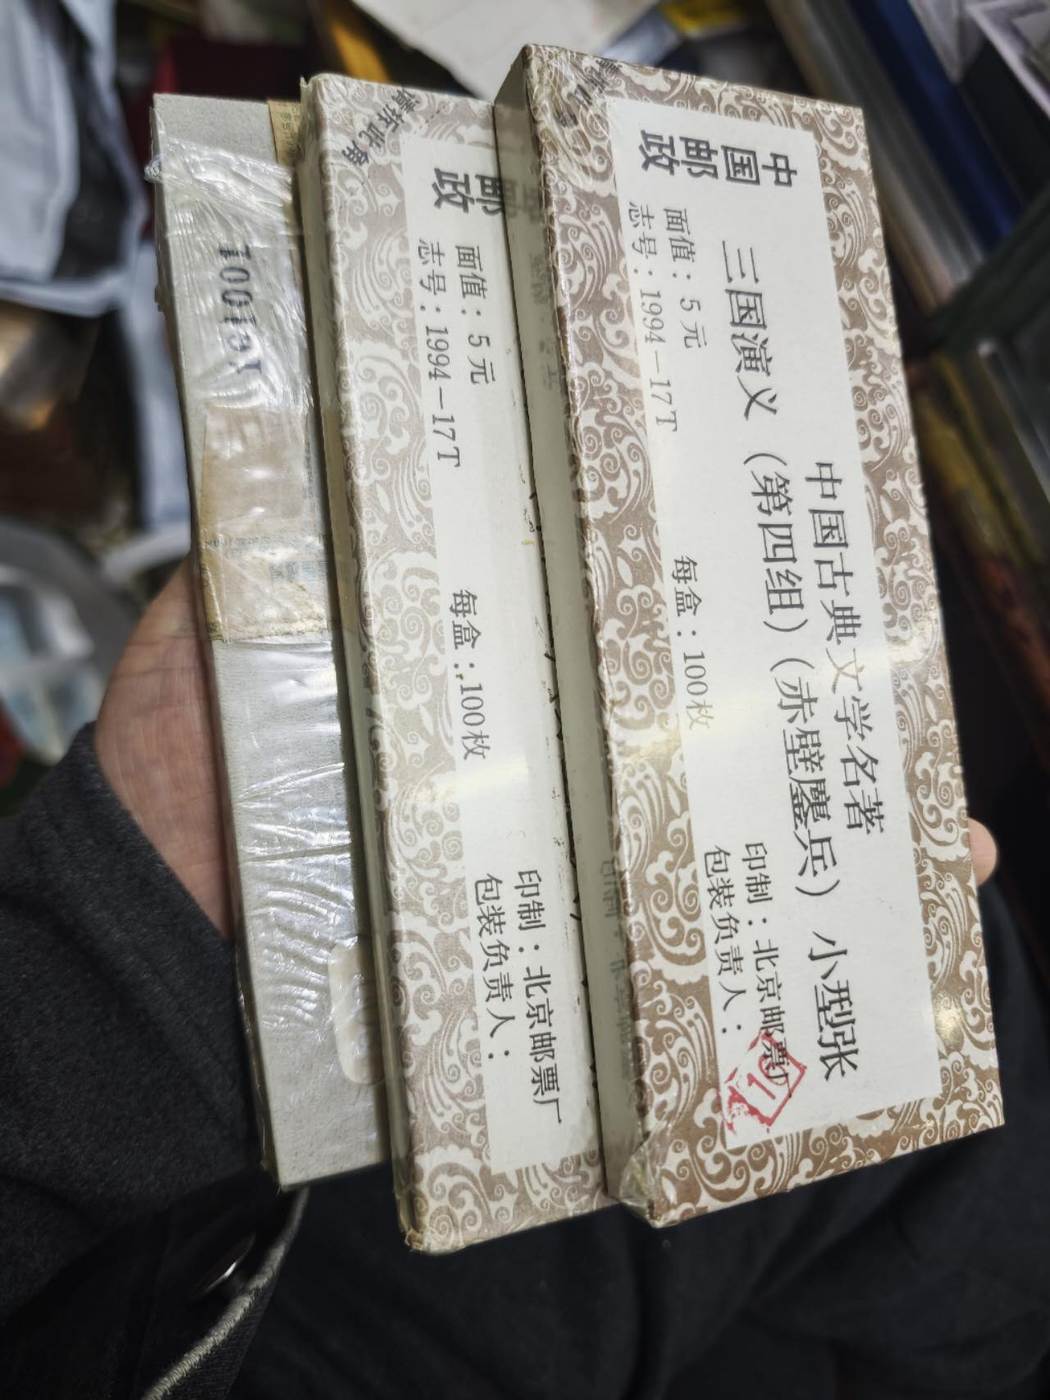 中国
邮政
中国古典文学名著
三国演义（第四组）（赤壁鏖兵）小型张
面值：5元
志号：1994-17T
每盒：100枚
印制：北京邮票厂
包装负责人：
请拆此角
邮
政
面值：5元
志号：1994-17T
每盒：100枚
印制：北京邮票厂
包装负责人：